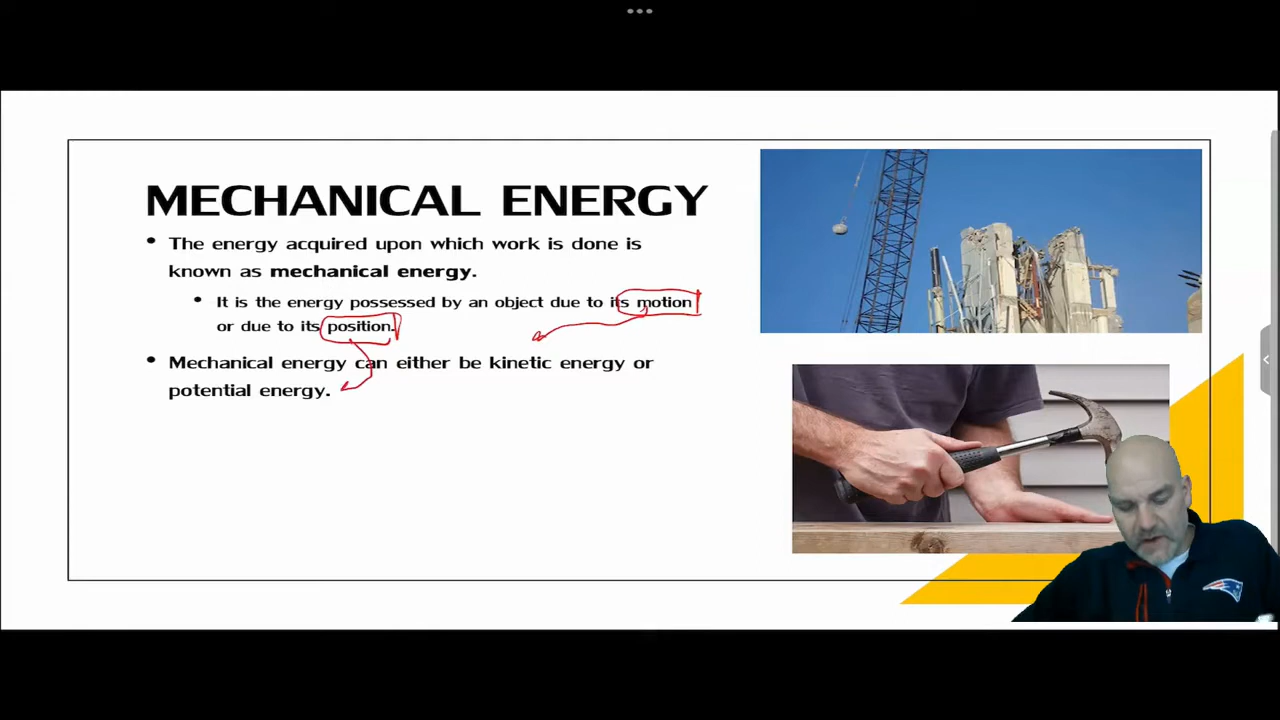 MECHANICAL ENERGY
• The energy acquired upon which work is done is
known as mechanical energy.
• It is the energy possessed by an object due to its motion
or due to its position.
• Mechanical energy can either be kinetic energy or
potential energy.